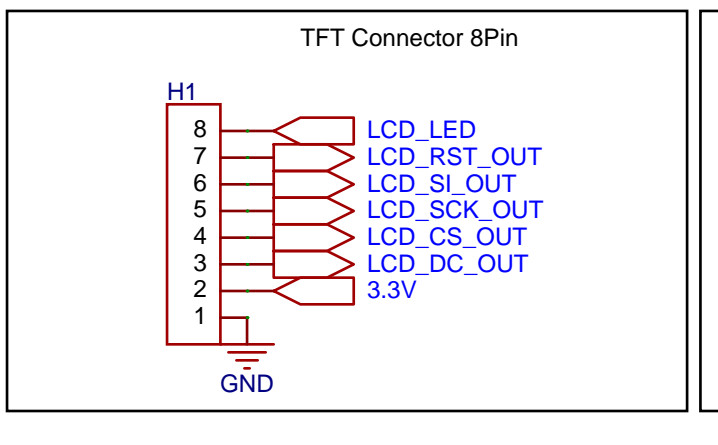 TFT Connector 8Pin
H1
8 LCD_LED
7 LCD_RST_OUT
6 LCD_SI_OUT
5 LCD_SCK_OUT
4 LCD_CS_OUT
3 LCD_DC_OUT
2 3.3V
1
GND